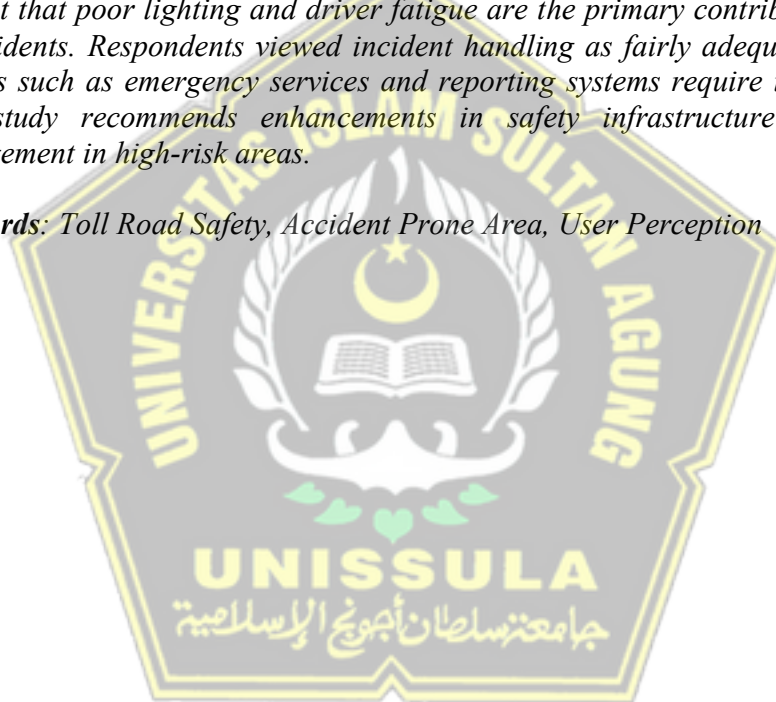 t that poor lighting and driver fatigue are the primary contrib
idents. Respondents viewed incident handling as fairly adequ
s such as emergency services and reporting systems require i
study recommends enhancements in safety infrastructure
ement in high-risk areas.
rds: Toll Road Safety, Accident Prone Area, User Perception
UNIVERSITAS ISLAM SULTAN AGUNG
UNISSULA
جامعة سلطان أجونج الإسلامية